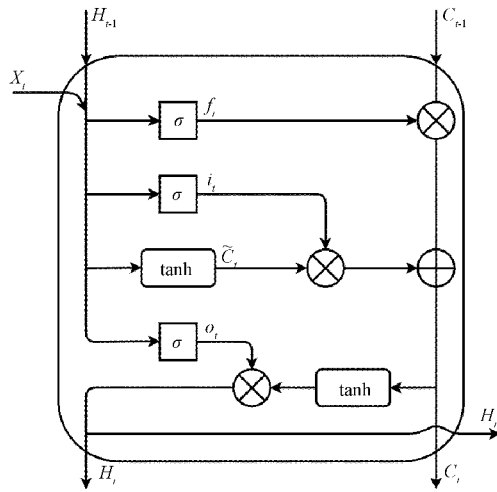 H_{t-1}
C_{t-1}
X_t
σ
f_t
σ
i_t
tanh
C̃_t
σ
o_t
tanh
H_t
H_t
C_t